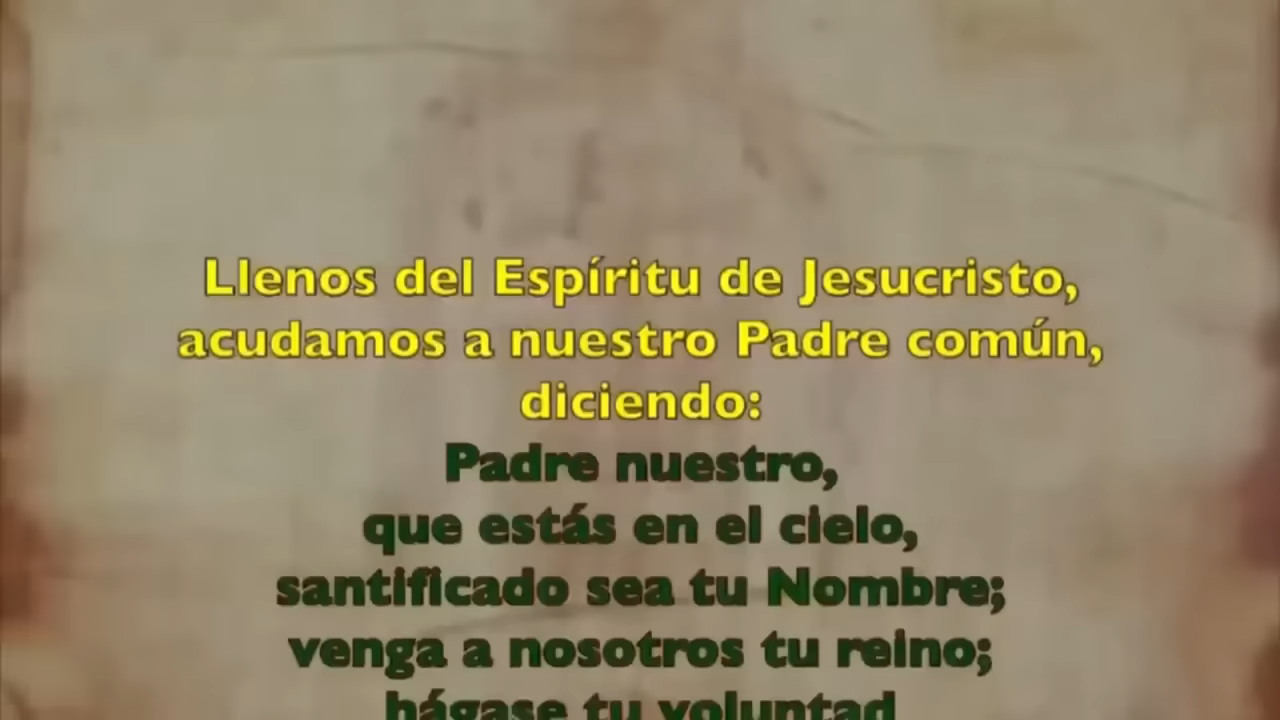 Llenos del Espíritu de Jesucristo,
acudamos a nuestro Padre común,
diciendo:
Padre nuestro,
que estás en el cielo,
santificado sea tu Nombre;
venga a nosotros tu reino;
hágase tu voluntad